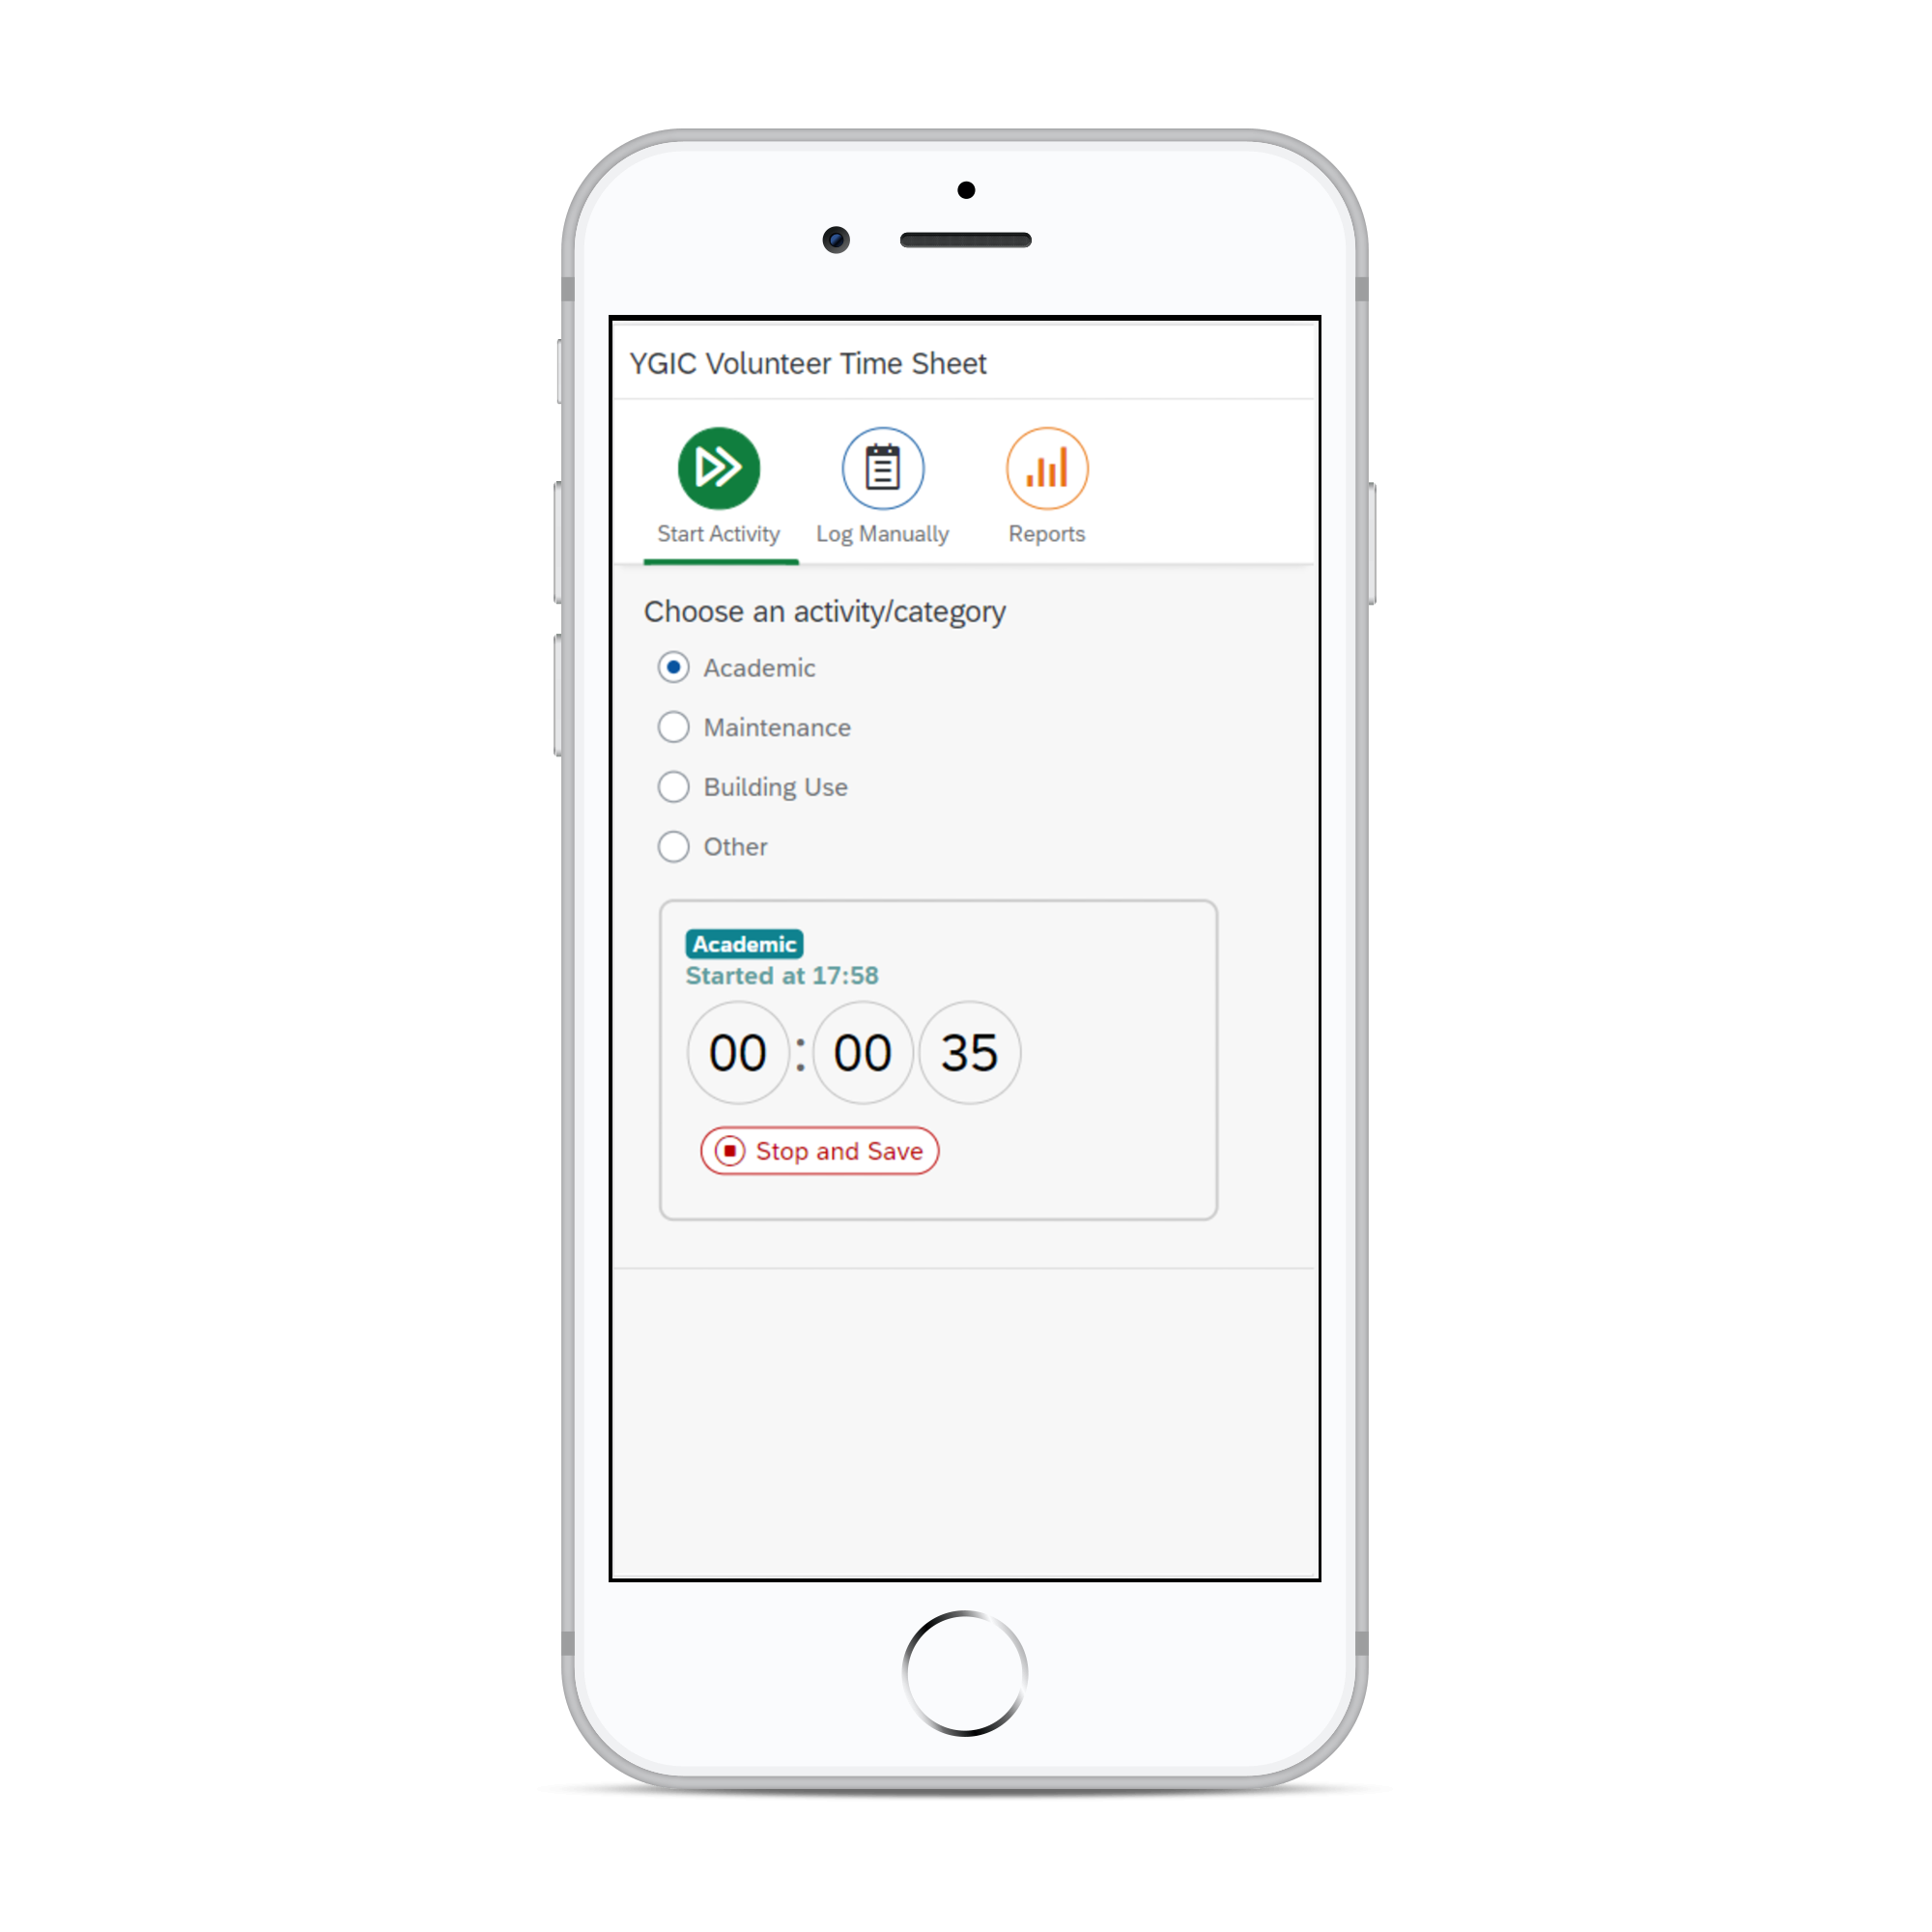 YGIC Volunteer Time Sheet
Start Activity Log Manually Reports
Choose an activity/category
Academic
Maintenance
Building Use
Other
Academic
Started at 17:58
00 : 00 35
Stop and Save